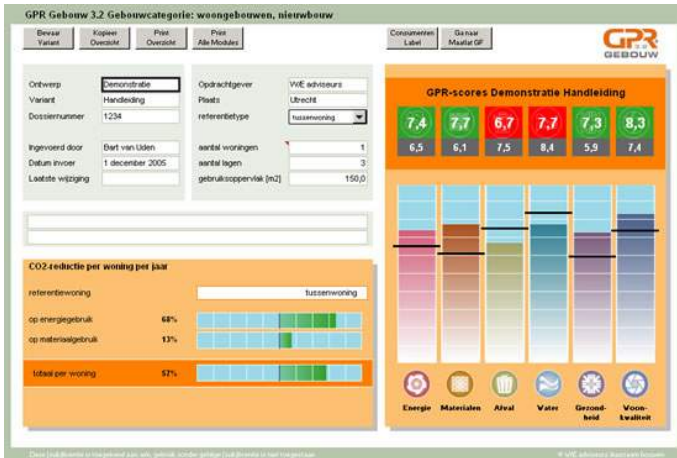 GPR Gebouw 3.2 Gebouwcategorie: woongebouwen, nieuwbouw
Bewaar Variant
Kopieer Overzicht
Print Overzicht
Print Alle Modules
Consumenten Label
Ga naar Maatlat GF
GPR
GEBOUW
Ontwerp Demonstratie
Variant Handleiding
Dossiernummer 1234
Ingevoerd door Bart van Uden
Datum invoer 1 december 2005
Laatste wijziging
Opdrachtgever W/E adviseurs
Plaats Utrecht
referentietype tussenwoning
aantal woningen 1
aantal lagen 3
gebruiksoppervlak [m2] 150,0
GPR-scores Demonstratie Handleiding
7,4 7,7 6,7 7,7 7,3 8,3
6,5 6,1 7,5 8,4 5,9 7,4
CO2-reductie per woning per jaar
referentiewoning tussenwoning
op energiegebruik 68%
op materiaalgebruik 13%
totaal per woning 57%
Energie Materialen Afval Water Gezond-heid Woon-kwaliteit